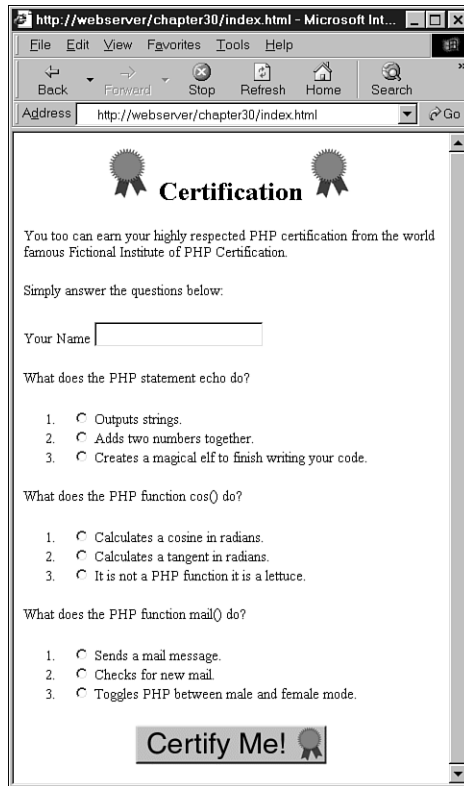 http://webserver/chapter30/index.html - Microsoft Int...
File Edit View Favorites Tools Help
Back Forward Stop Refresh Home Search »
Address http://webserver/chapter30/index.html Go
Certification
You too can earn your highly respected PHP certification from the world
famous Fictional Institute of PHP Certification.
Simply answer the questions below:
Your Name
What does the PHP statement echo do?
1. Outputs strings.
2. Adds two numbers together.
3. Creates a magical elf to finish writing your code.
What does the PHP function cos() do?
1. Calculates a cosine in radians.
2. Calculates a tangent in radians.
3. It is not a PHP function it is a lettuce.
What does the PHP function mail() do?
1. Sends a mail message.
2. Checks for new mail.
3. Toggles PHP between male and female mode.
Certify Me!